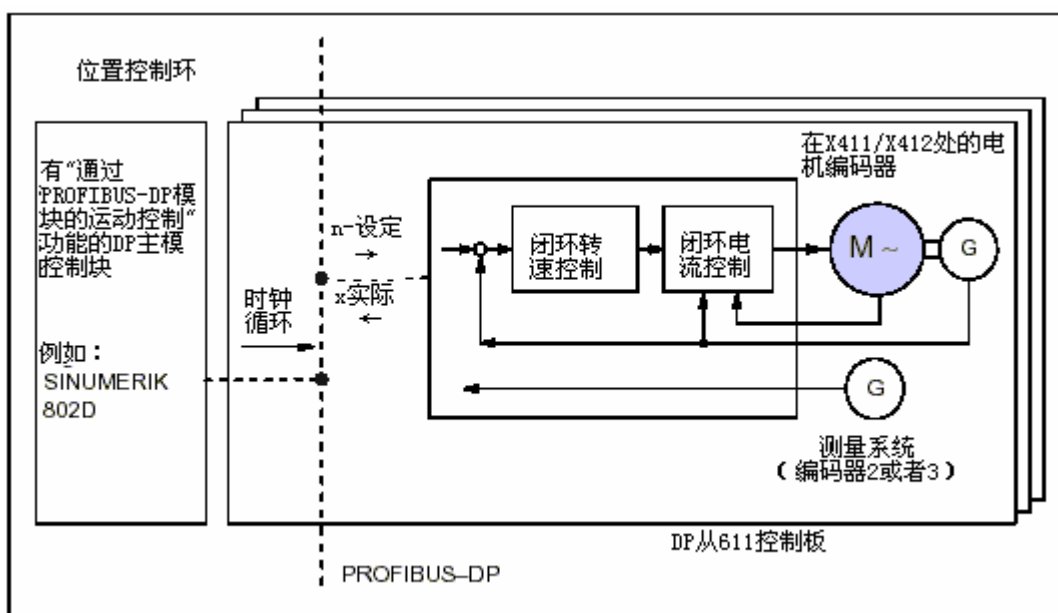 位置控制环
有“通过
PROFIBUS-DP模
块的运动控制“
功能的DP主模
控制块
例如：
SINUMERIK
802D
时钟
循环
n-设定
x实际
闭环转
速控制
闭环电
流控制
在X411/X412处的电
机编码器
M ~
G
G
测量系统
（编码器2或者3）
DP从611控制板
PROFIBUS–DP